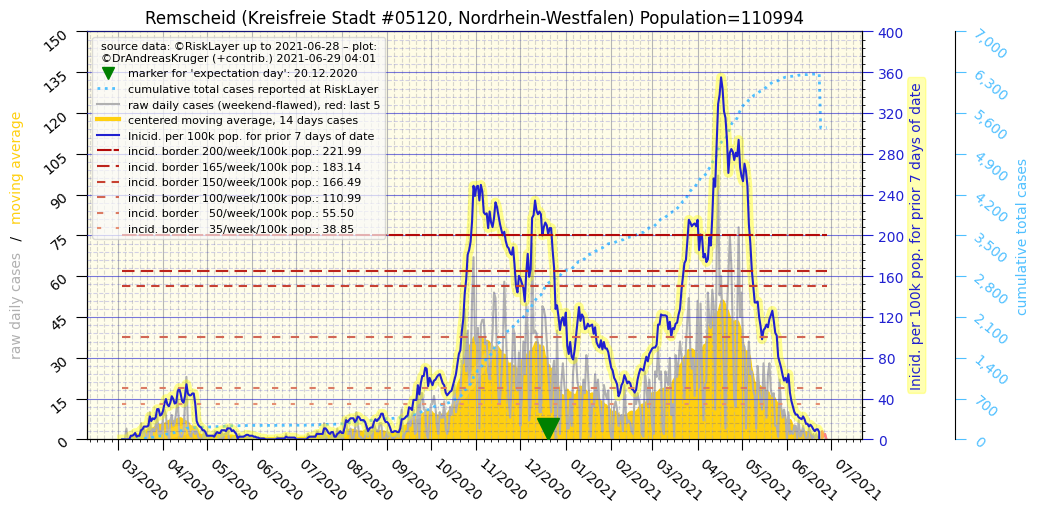 Remscheid (Kreisfreie Stadt #05120, Nordrhein-Westfalen) Population=110994
source data: ©RiskLayer up to 2021-06-28 – plot:
©DrAndreasKruger (+contrib.) 2021-06-29 04:01
marker for 'expectation day': 20.12.2020
cumulative total cases reported at RiskLayer
raw daily cases (weekend-flawed), red: last 5
centered moving average, 14 days cases
Inicid. per 100k pop. for prior 7 days of date
incid. border 200/week/100k pop.: 221.99
incid. border 165/week/100k pop.: 183.14
incid. border 150/week/100k pop.: 166.49
incid. border 100/week/100k pop.: 110.99
incid. border 50/week/100k pop.: 55.50
incid. border 35/week/100k pop.: 38.85
raw daily cases / moving average
150
135
120
105
90
75
60
45
30
15
0
400
360
320
280
240
200
160
120
80
40
0
Inicid. per 100k pop. for prior 7 days of date
7,000
6,300
5,600
4,900
4,200
3,500
2,800
2,100
1,400
700
0
cumulative total cases
03/2020
04/2020
05/2020
06/2020
07/2020
08/2020
09/2020
10/2020
11/2020
12/2020
01/2021
02/2021
03/2021
04/2021
05/2021
06/2021
07/2021